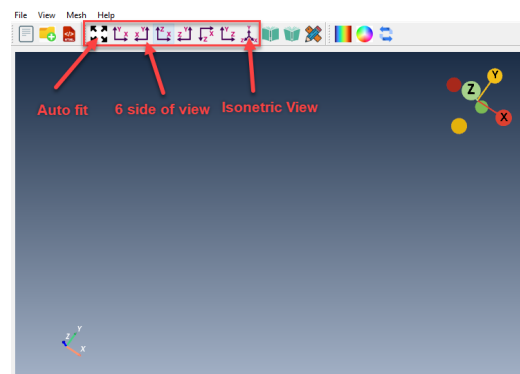 File View Mesh Help
Auto fit
6 side of view
Isonetric View
Y
Z
X
Z
Y
X